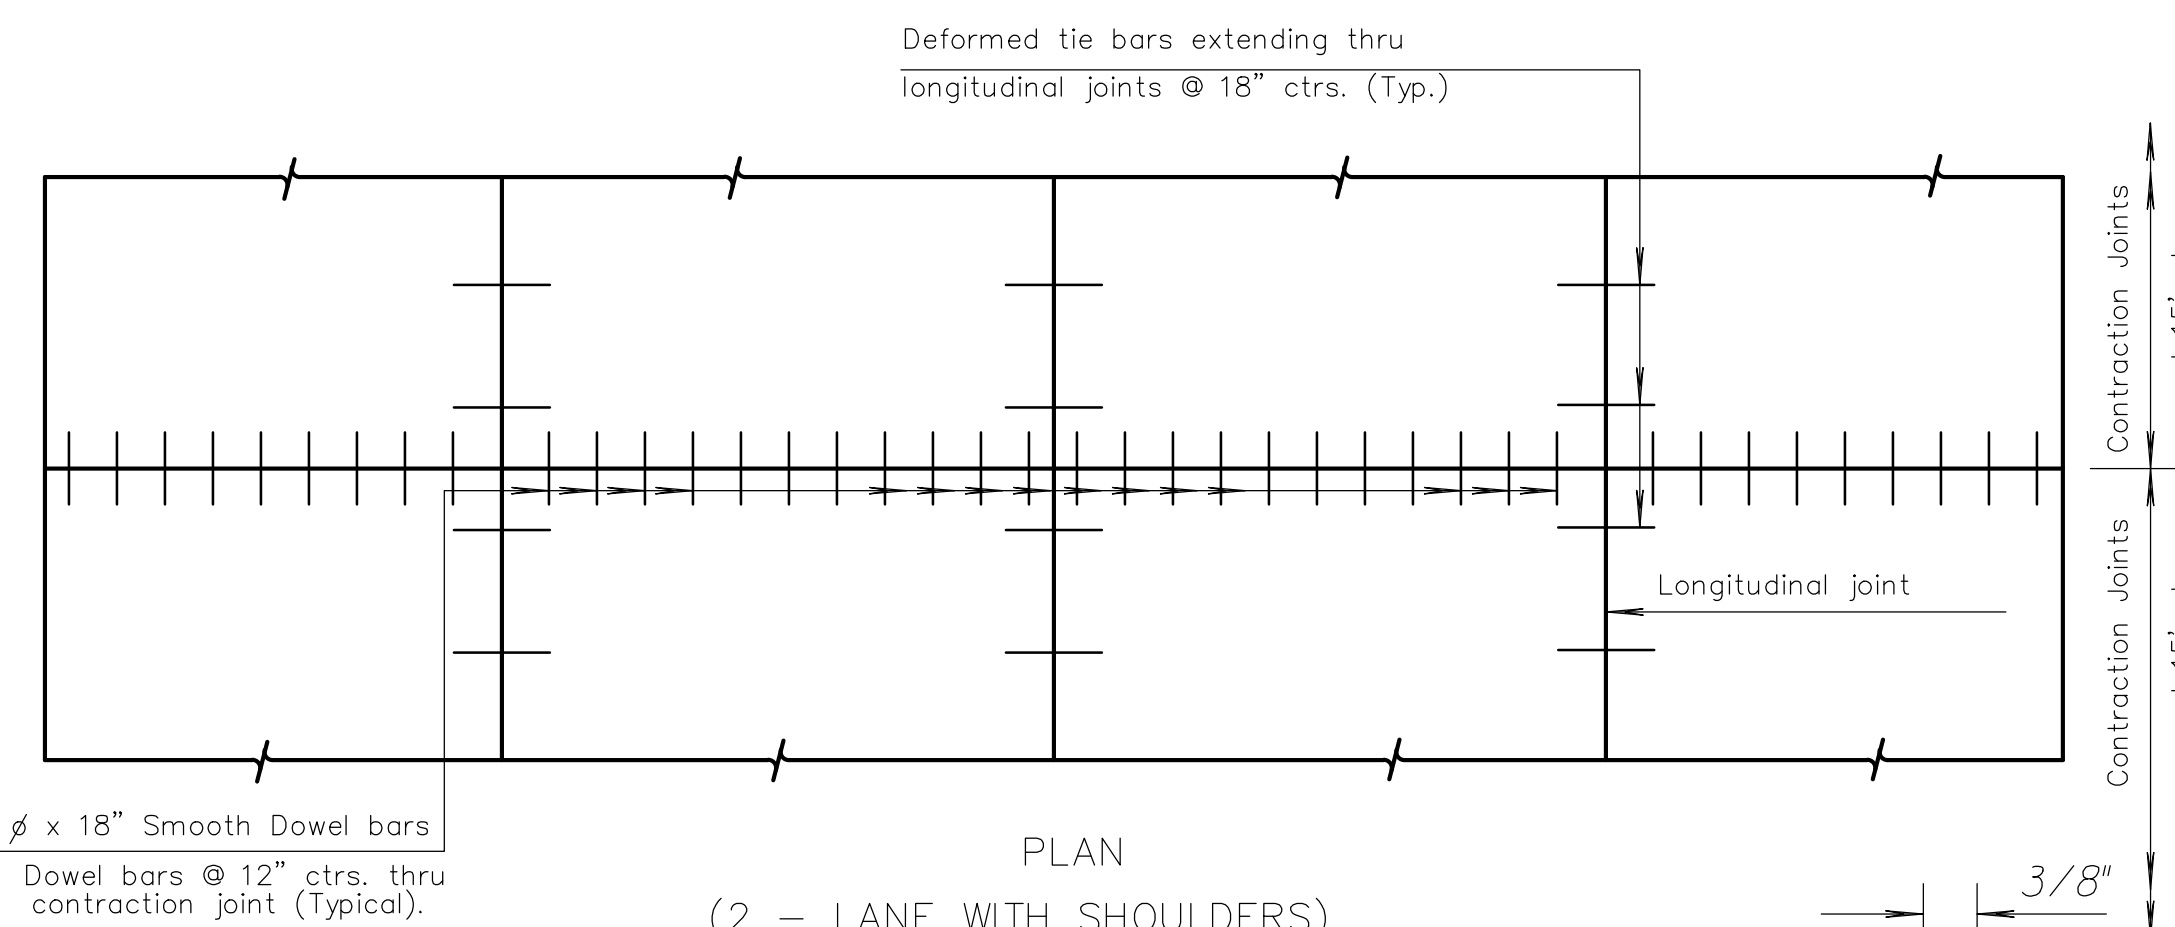 Deformed tie bars extending thru
longitudinal joints @ 18" ctrs. (Typ.)
Contraction Joints
Longitudinal joint
Contraction Joints
ø x 18" Smooth Dowel bars
Dowel bars @ 12" ctrs. thru
contraction joint (Typical).
PLAN
(2 - LANE WITH SHOULDERS)
3/8"